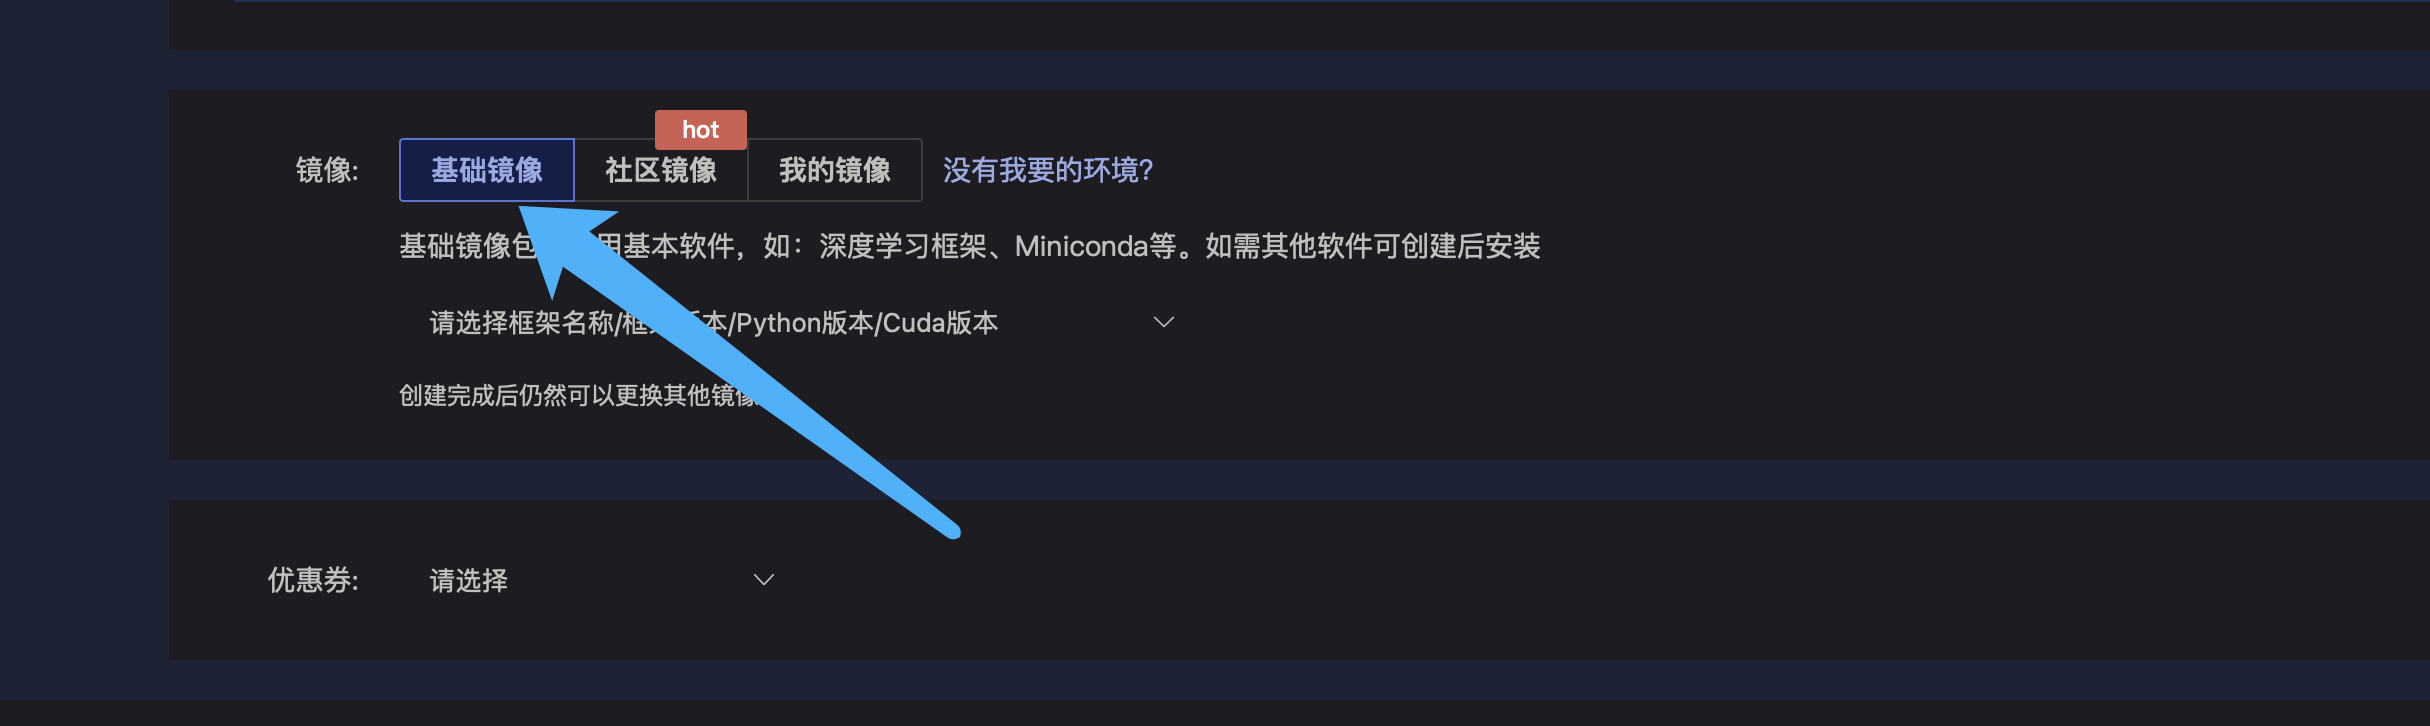 hot
镜像: 基础镜像 社区镜像 我的镜像 没有我要的环境?
基础镜像包 用基本软件，如：深度学习框架、Miniconda等。如需其他软件可创建后安装
请选择框架名称/框 版本/Python版本/Cuda版本
创建完成后仍然可以更换其他镜像
优惠券: 请选择